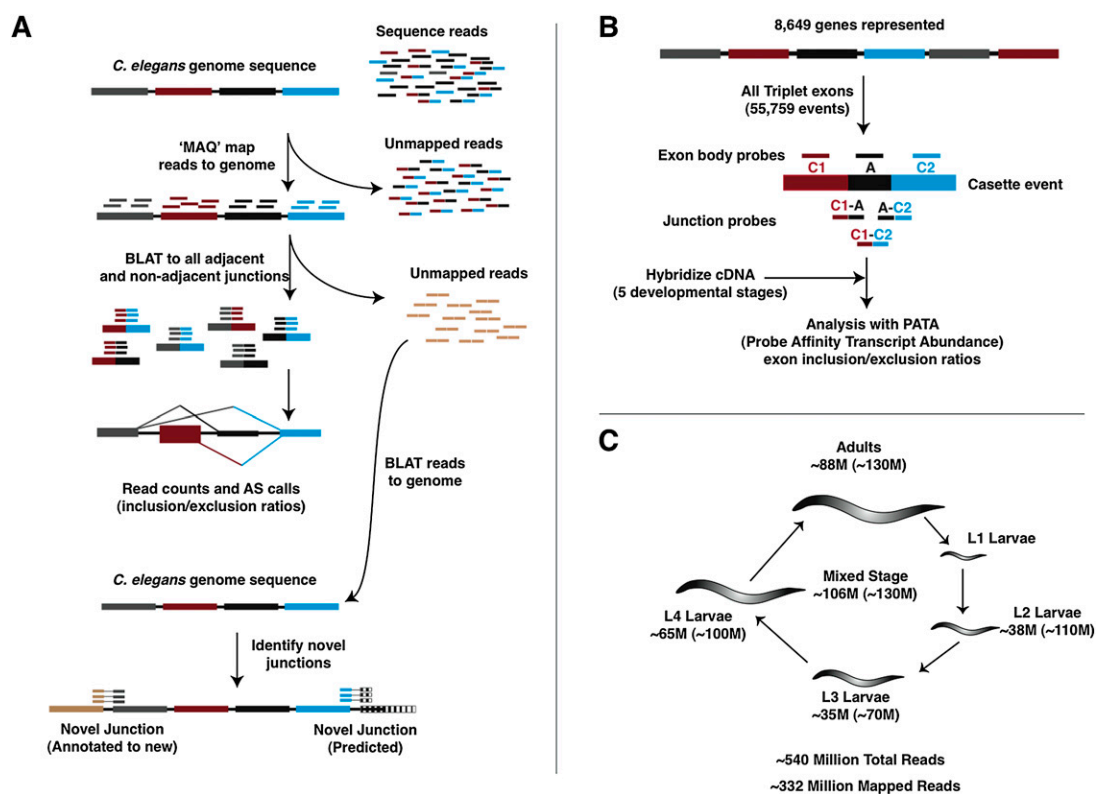 A
Sequence reads
C. elegans genome sequence
'MAQ' map
reads to genome
Unmapped reads
BLAT to all adjacent
and non-adjacent junctions
Unmapped reads
Read counts and AS calls
(inclusion/exclusion ratios)
BLAT reads
to genome
C. elegans genome sequence
Identify novel
junctions
Novel Junction
(Annotated to new)
Novel Junction
(Predicted)
B
8,649 genes represented
All Triplet exons
(55,759 events)
Exon body probes
C1 A C2
Casette event
C1-A A-C2
Junction probes
C1-C2
Hybridize cDNA
(5 developmental stages)
Analysis with PATA
(Probe Affinity Transcript Abundance)
exon inclusion/exclusion ratios
C
Adults
~88M (~130M)
L1 Larvae
Mixed Stage
~106M (~130M)
L4 Larvae
~65M (~100M)
L2 Larvae
~38M (~110M)
L3 Larvae
~35M (~70M)
~540 Million Total Reads
~332 Million Mapped Reads